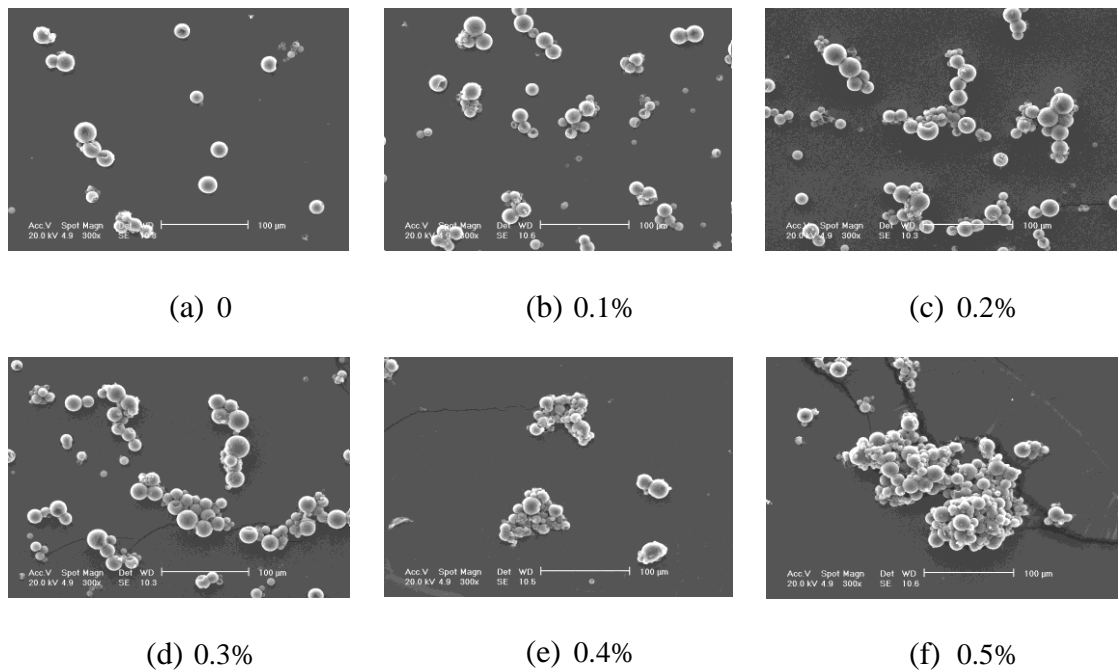 Acc.V Spot Magn Det WD 100 µm
20.0 kV 4.9 300x SE 10.8
Acc.V Spot Magn Det WD 100 µm
20.0 kV 4.9 300x SE 10.6
Acc.V Spot Magn Det WD 100 µm
20.0 kV 4.9 300x SE 10.3
(a) 0
(b) 0.1%
(c) 0.2%
Acc.V Spot Magn Det WD 100 µm
20.0 kV 4.9 300x SE 10.3
Acc.V Spot Magn Det WD 100 µm
20.0 kV 4.9 300x SE 10.5
Acc.V Spot Magn Det WD 100 µm
20.0 kV 4.9 300x SE 10.6
(d) 0.3%
(e) 0.4%
(f) 0.5%